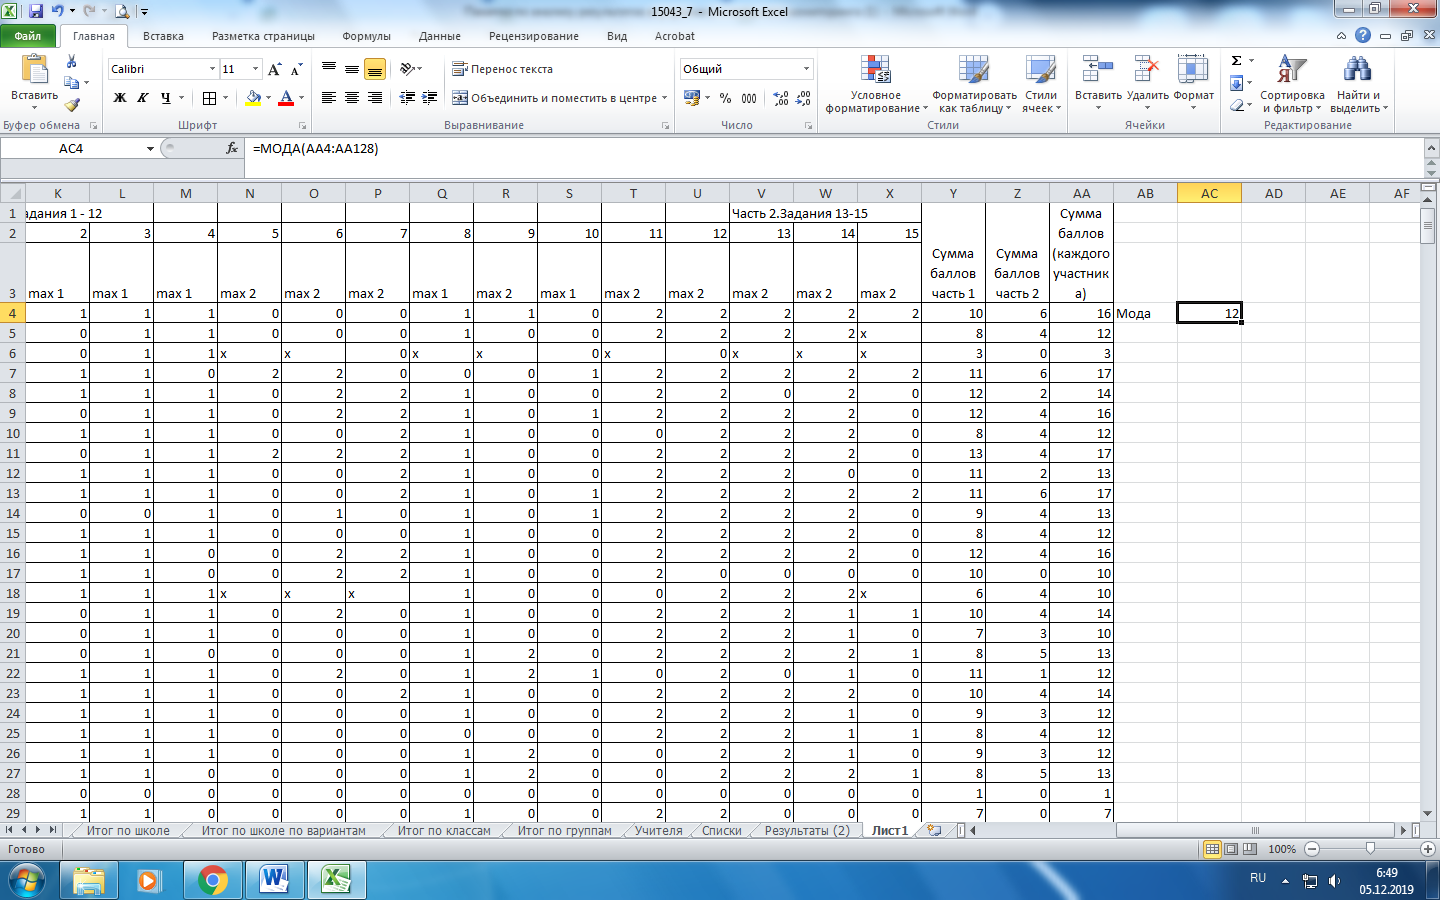 15043_7 - Microsoft Excel
Файл Главная Вставка Разметка страницы Формулы Данные Рецензирование Вид Acrobat
Вставить Calibri 11 Перенос текста Общий Условное форматирование Форматировать как таблицу Стили ячеек Вставить Удалить Формат Сортировка и фильтр Найти и выделить
Ж К Ч Объединить и поместить в центре % 000
Буфер обмена Шрифт Выравнивание Число Стили Ячейки Редактирование
AC4 fx =МОДА(AA4:AA128)
K L M N O P Q R S T U V W X Y Z AA AB AC AD AE AF
1 адания 1 - 12 Часть 2.Задания 13-15
2 2 3 4 5 6 7 8 9 10 11 12 13 14 15
3 max 1 max 1 max 1 max 2 max 2 max 2 max 1 max 2 max 1 max 2 max 2 max 2 max 2 max 2 Сумма баллов часть 1 Сумма баллов часть 2 Сумма баллов (каждого участника)
4 1 1 1 0 0 0 1 1 0 2 2 2 2 2 10 6 16 Мода 12
5 0 1 1 0 0 0 1 0 0 2 2 2 2 x 8 4 12
6 0 1 1 x x 0 x x 0 x 0 x x x 3 0 3
7 1 1 0 2 2 0 0 0 1 2 2 2 2 2 11 6 17
8 1 1 1 0 2 2 1 0 0 2 2 0 2 0 12 2 14
9 0 1 1 0 2 2 1 0 1 2 2 2 2 0 12 4 16
10 1 1 1 0 0 2 1 0 0 0 2 2 2 0 8 4 12
11 0 1 1 2 2 2 1 0 0 2 2 2 2 0 13 4 17
12 1 1 1 0 0 2 1 0 0 2 2 2 0 0 11 2 13
13 1 1 1 0 0 2 1 0 1 2 2 2 2 2 11 6 17
14 0 0 1 0 1 0 1 0 1 2 2 2 2 0 9 4 13
15 1 1 1 0 0 0 1 0 0 2 2 2 2 0 8 4 12
16 1 1 0 0 2 2 1 0 0 2 2 2 2 0 12 4 16
17 1 1 0 0 2 2 1 0 0 2 0 0 0 0 10 0 10
18 1 1 1 x x x 1 0 0 0 2 2 2 x 6 4 10
19 0 1 1 0 2 0 1 0 0 2 2 2 1 1 10 4 14
20 0 1 1 0 0 0 1 0 0 2 2 2 1 0 7 3 10
21 0 1 0 0 0 0 1 2 0 2 2 2 2 1 8 5 13
22 1 1 1 0 2 0 1 2 1 0 2 0 1 0 11 1 12
23 1 1 1 0 0 2 1 0 0 2 2 2 2 0 10 4 14
24 1 1 1 0 0 0 1 0 0 2 2 2 1 0 9 3 12
25 1 1 1 0 0 0 0 0 0 2 2 2 1 1 8 4 12
26 1 1 1 0 0 0 1 2 0 0 2 2 1 0 9 3 12
27 1 1 0 0 0 0 1 2 0 0 2 2 2 1 8 5 13
28 0 0 0 0 0 0 0 0 0 0 0 0 0 0 1 0 1
29 1 1 0 0 0 0 1 0 0 2 2 0 0 0 7 0 7
Итог по школе Итог по школе по вариантам Итог по классам Итог по группам Учителя Списки Результаты (2) Лист1
Готово 100%
RU 6:49
05.12.2019